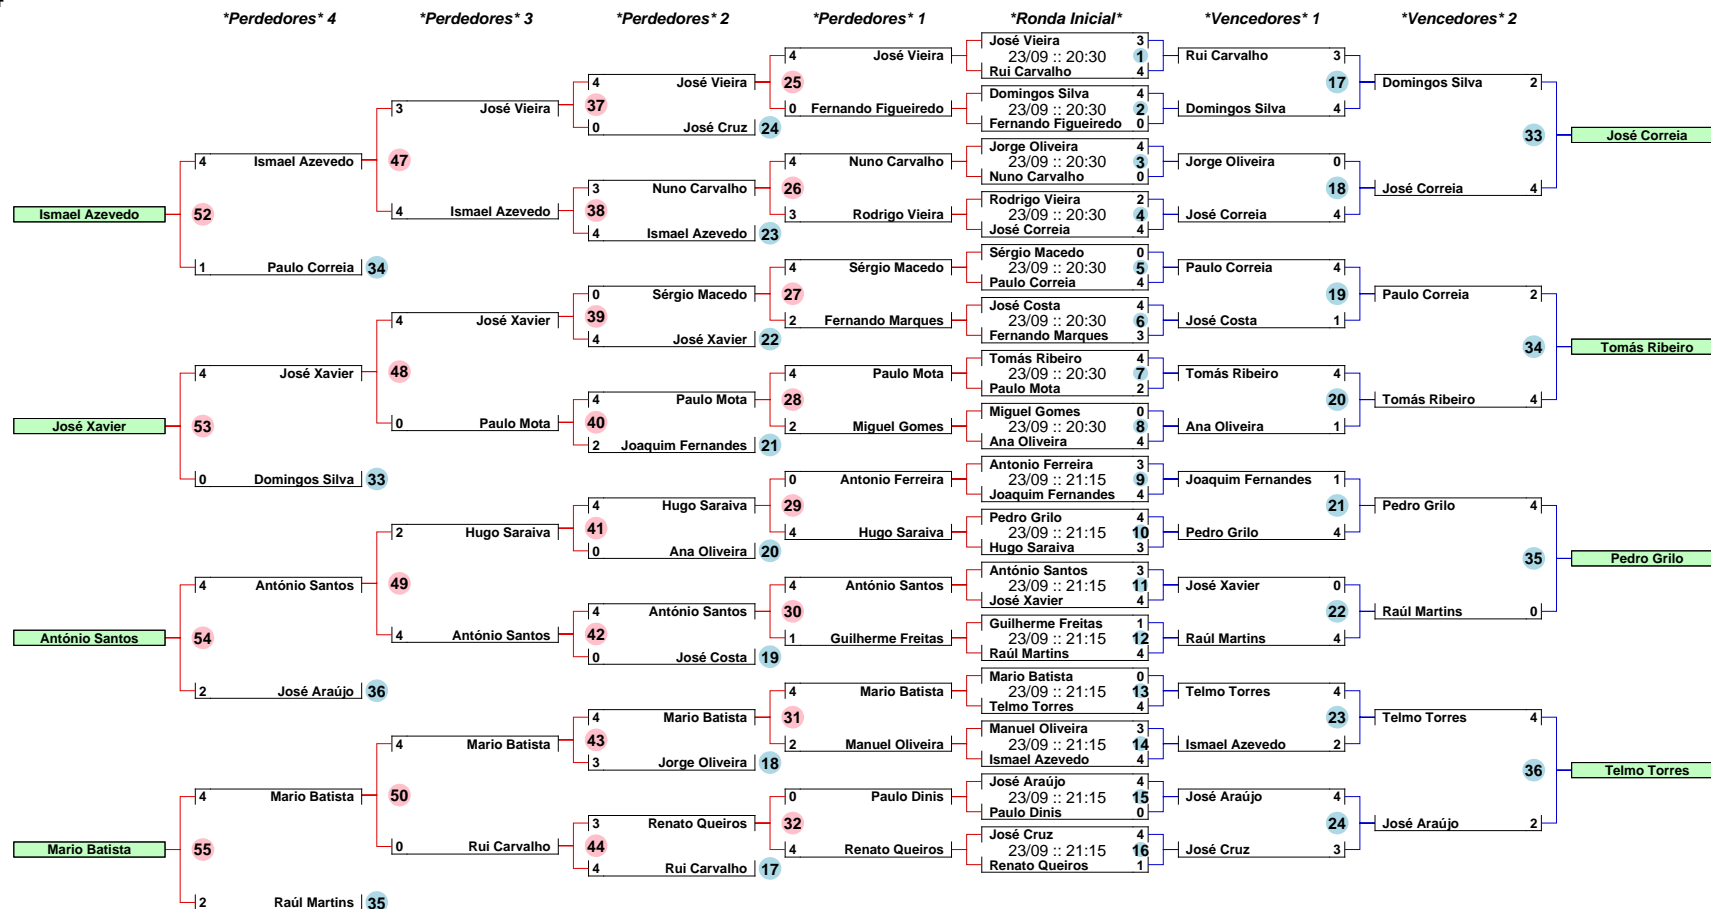 *Perdedores* 4
*Perdedores* 3
*Perdedores* 2
*Perdedores* 1
*Ronda Inicial*
*Vencedores* 1
*Vencedores* 2
Ismael Azevedo
52
José Xavier
53
António Santos
54
Mario Batista
55
4 Ismael Azevedo
1 Paulo Correia 34
4 José Xavier
0 Domingos Silva 33
4 António Santos
2 José Araújo 36
4 Mario Batista
2 Raúl Martins 35
3 José Vieira
47
4 Ismael Azevedo
4 José Xavier
48
0 Paulo Mota
2 Hugo Saraiva
49
4 António Santos
4 Mario Batista
50
0 Rui Carvalho
4 José Vieira
37
0 José Cruz 24
3 Nuno Carvalho
38
4 Ismael Azevedo 23
0 Sérgio Macedo
39
4 José Xavier 22
4 Paulo Mota
40
2 Joaquim Fernandes 21
4 Hugo Saraiva
41
0 Ana Oliveira 20
4 António Santos
42
0 José Costa 19
4 Mario Batista
43
3 Jorge Oliveira 18
3 Renato Queiros
44
4 Rui Carvalho 17
4 José Vieira
25
0 Fernando Figueiredo
4 Nuno Carvalho
26
3 Rodrigo Vieira
4 Sérgio Macedo
27
2 Fernando Marques
4 Paulo Mota
28
2 Miguel Gomes
0 Antonio Ferreira
29
4 Hugo Saraiva
4 António Santos
30
1 Guilherme Freitas
4 Mario Batista
31
2 Manuel Oliveira
0 Paulo Dinis
32
4 Renato Queiros
José Vieira 3
23/09 :: 20:30 1
Rui Carvalho 4
Domingos Silva 4
23/09 :: 20:30 2
Fernando Figueiredo 0
Jorge Oliveira 4
23/09 :: 20:30 3
Nuno Carvalho 0
Rodrigo Vieira 2
23/09 :: 20:30 4
José Correia 4
Sérgio Macedo 0
23/09 :: 20:30 5
Paulo Correia 4
José Costa 4
23/09 :: 20:30 6
Fernando Marques 3
Tomás Ribeiro 4
23/09 :: 20:30 7
Paulo Mota 2
Miguel Gomes 0
23/09 :: 20:30 8
Ana Oliveira 4
Antonio Ferreira 3
23/09 :: 21:15 9
Joaquim Fernandes 4
Pedro Grilo 4
23/09 :: 21:15 10
Hugo Saraiva 3
António Santos 3
23/09 :: 21:15 11
José Xavier 4
Guilherme Freitas 1
23/09 :: 21:15 12
Raúl Martins 4
Mario Batista 0
23/09 :: 21:15 13
Telmo Torres 4
Manuel Oliveira 3
23/09 :: 21:15 14
Ismael Azevedo 4
José Araújo 4
23/09 :: 21:15 15
Paulo Dinis 0
José Cruz 4
23/09 :: 21:15 16
Renato Queiros 1
Rui Carvalho 3
17
Domingos Silva 4
Jorge Oliveira 0
18
José Correia 4
Paulo Correia 4
19
José Costa 1
Tomás Ribeiro 4
20
Ana Oliveira 1
Joaquim Fernandes 1
21
Pedro Grilo 4
José Xavier 0
22
Raúl Martins 4
Telmo Torres 4
23
Ismael Azevedo 2
José Araújo 4
24
José Cruz 3
Domingos Silva 2
33
José Correia 4
Paulo Correia 2
34
Tomás Ribeiro 4
Pedro Grilo 4
35
Raúl Martins 0
Telmo Torres 4
36
José Araújo 2
José Correia
Tomás Ribeiro
Pedro Grilo
Telmo Torres